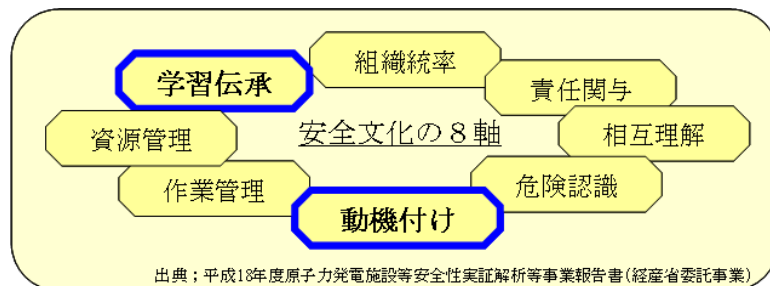 組織統率
学習伝承
責任関与
資源管理
安全文化の8軸
相互理解
作業管理
危険認識
動機付け
出典;平成18年度原子力発電施設等安全性実証解析等事業報告書(経産省委託事業)